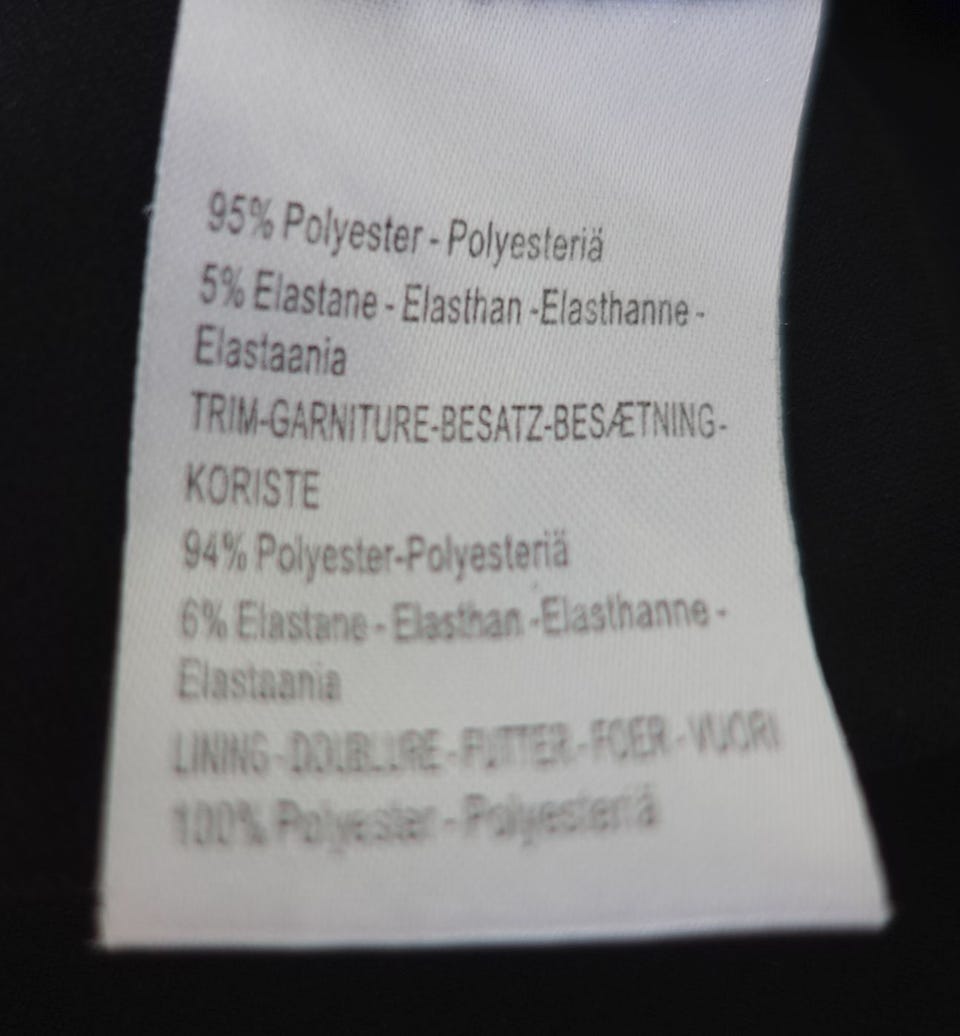 95% Polyester - Polyesteriä
5% Elastane - Elasthan -Elasthanne -
Elastaania
TRIM-GARNITURE-BESATZ-BESÆTNING-
KORISTE
94% Polyester-Polyesteriä
6% Elastane - Elasthan -Elasthanne -
Elastaania
LINING-DOUBLURE-FUTTER-FOER-VUORI
100% Polyester - Polyesteriä